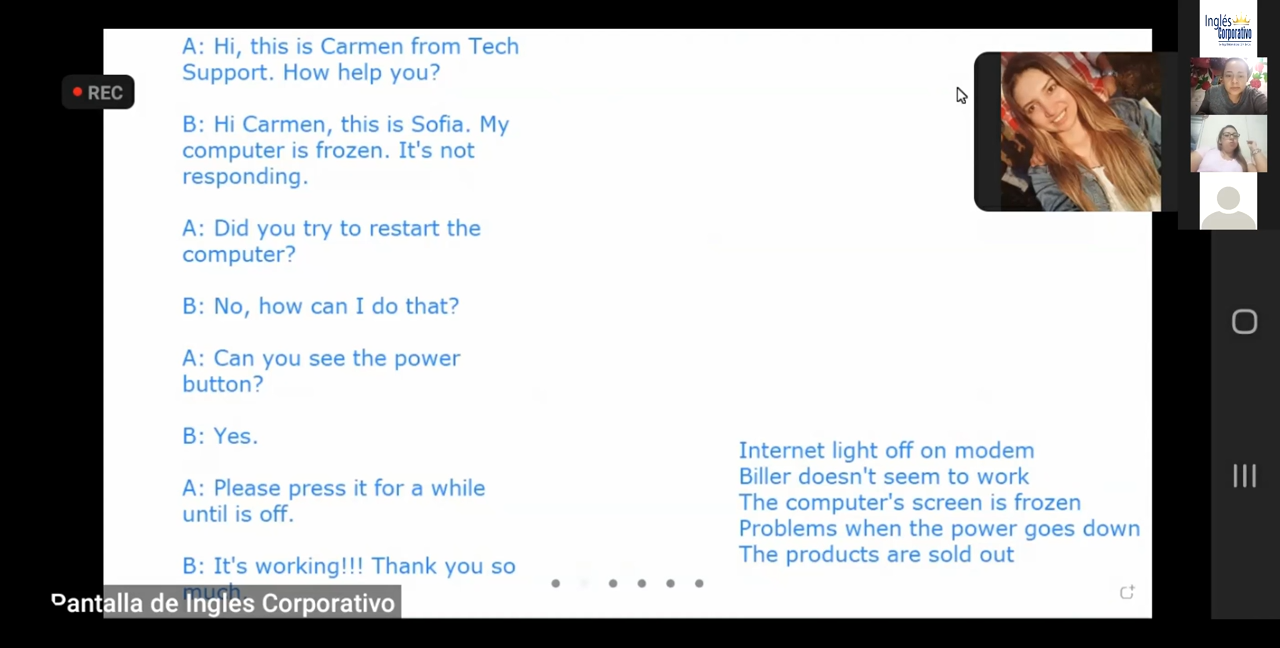 A: Hi, this is Carmen from Tech
Support. How help you?
B: Hi Carmen, this is Sofia. My
computer is frozen. It's not
responding.
A: Did you try to restart the
computer?
B: No, how can I do that?
A: Can you see the power
button?
B: Yes.
A: Please press it for a while
until is off.
B: It's working!!! Thank you so
much.
Internet light off on modem
Biller doesn't seem to work
The computer's screen is frozen
Problems when the power goes down
The products are sold out
REC
Pantalla de Ingles Corporativo
Inglés
Corporativo